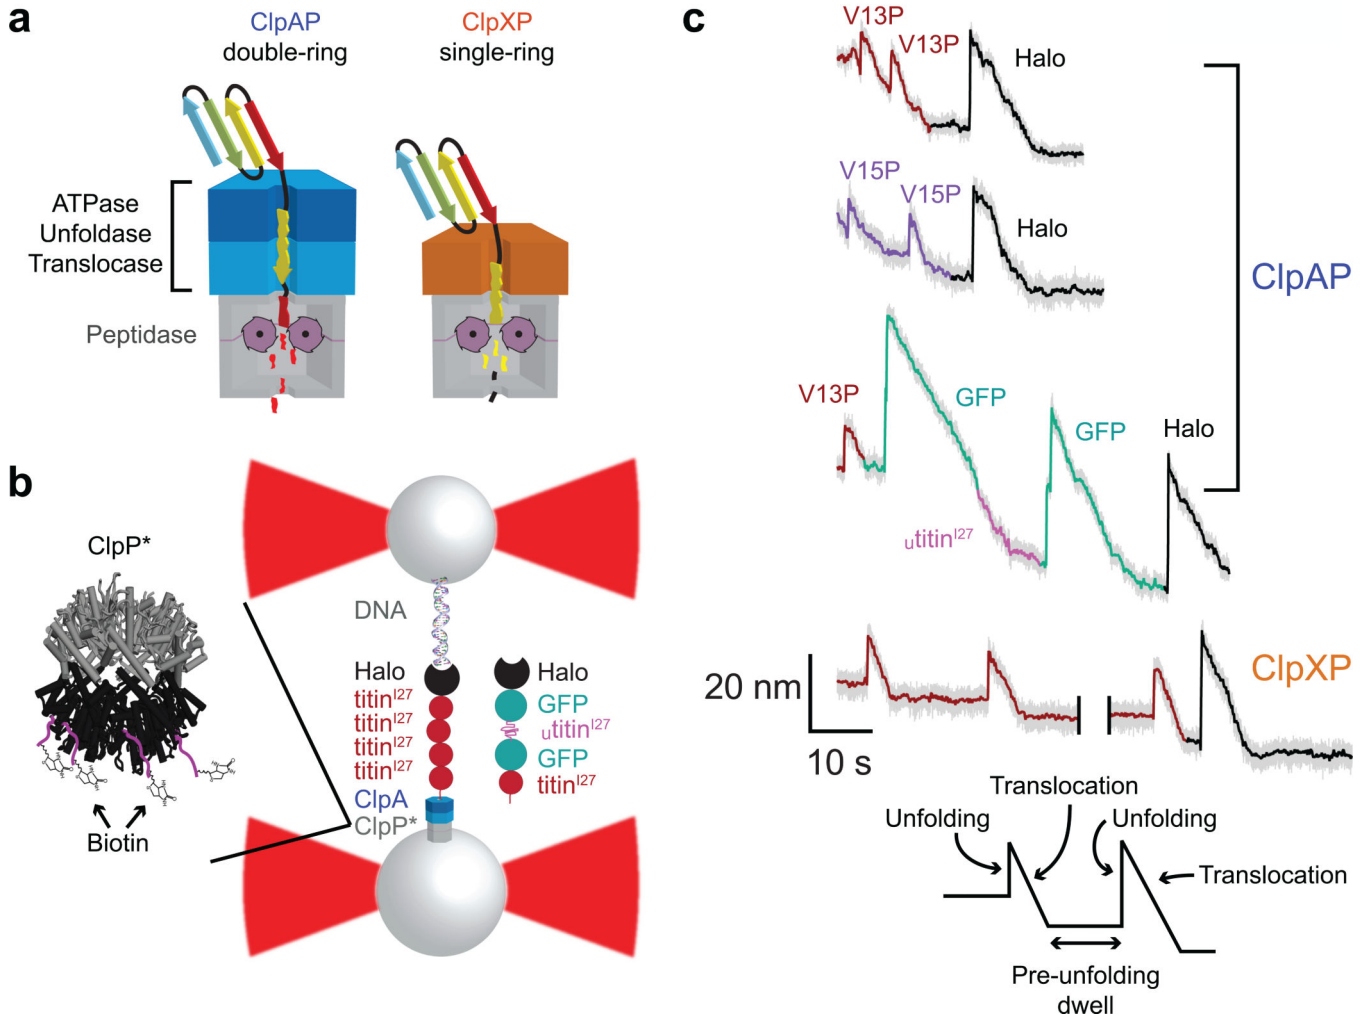 a
ClpAP
double-ring
ClpXP
single-ring
ATPase
Unfoldase
Translocase
Peptidase
b
ClpP*
Biotin
DNA
Halo
titinI27
titinI27
titinI27
titinI27
ClpA
ClpP*
Halo
GFP
utitinI27
GFP
titinI27
c
V13P
V13P
Halo
V15P
V15P
Halo
ClpAP
V13P
GFP
GFP
Halo
utitinI27
ClpXP
20 nm
10 s
Translocation
Unfolding
Unfolding
Translocation
Pre-unfolding
dwell